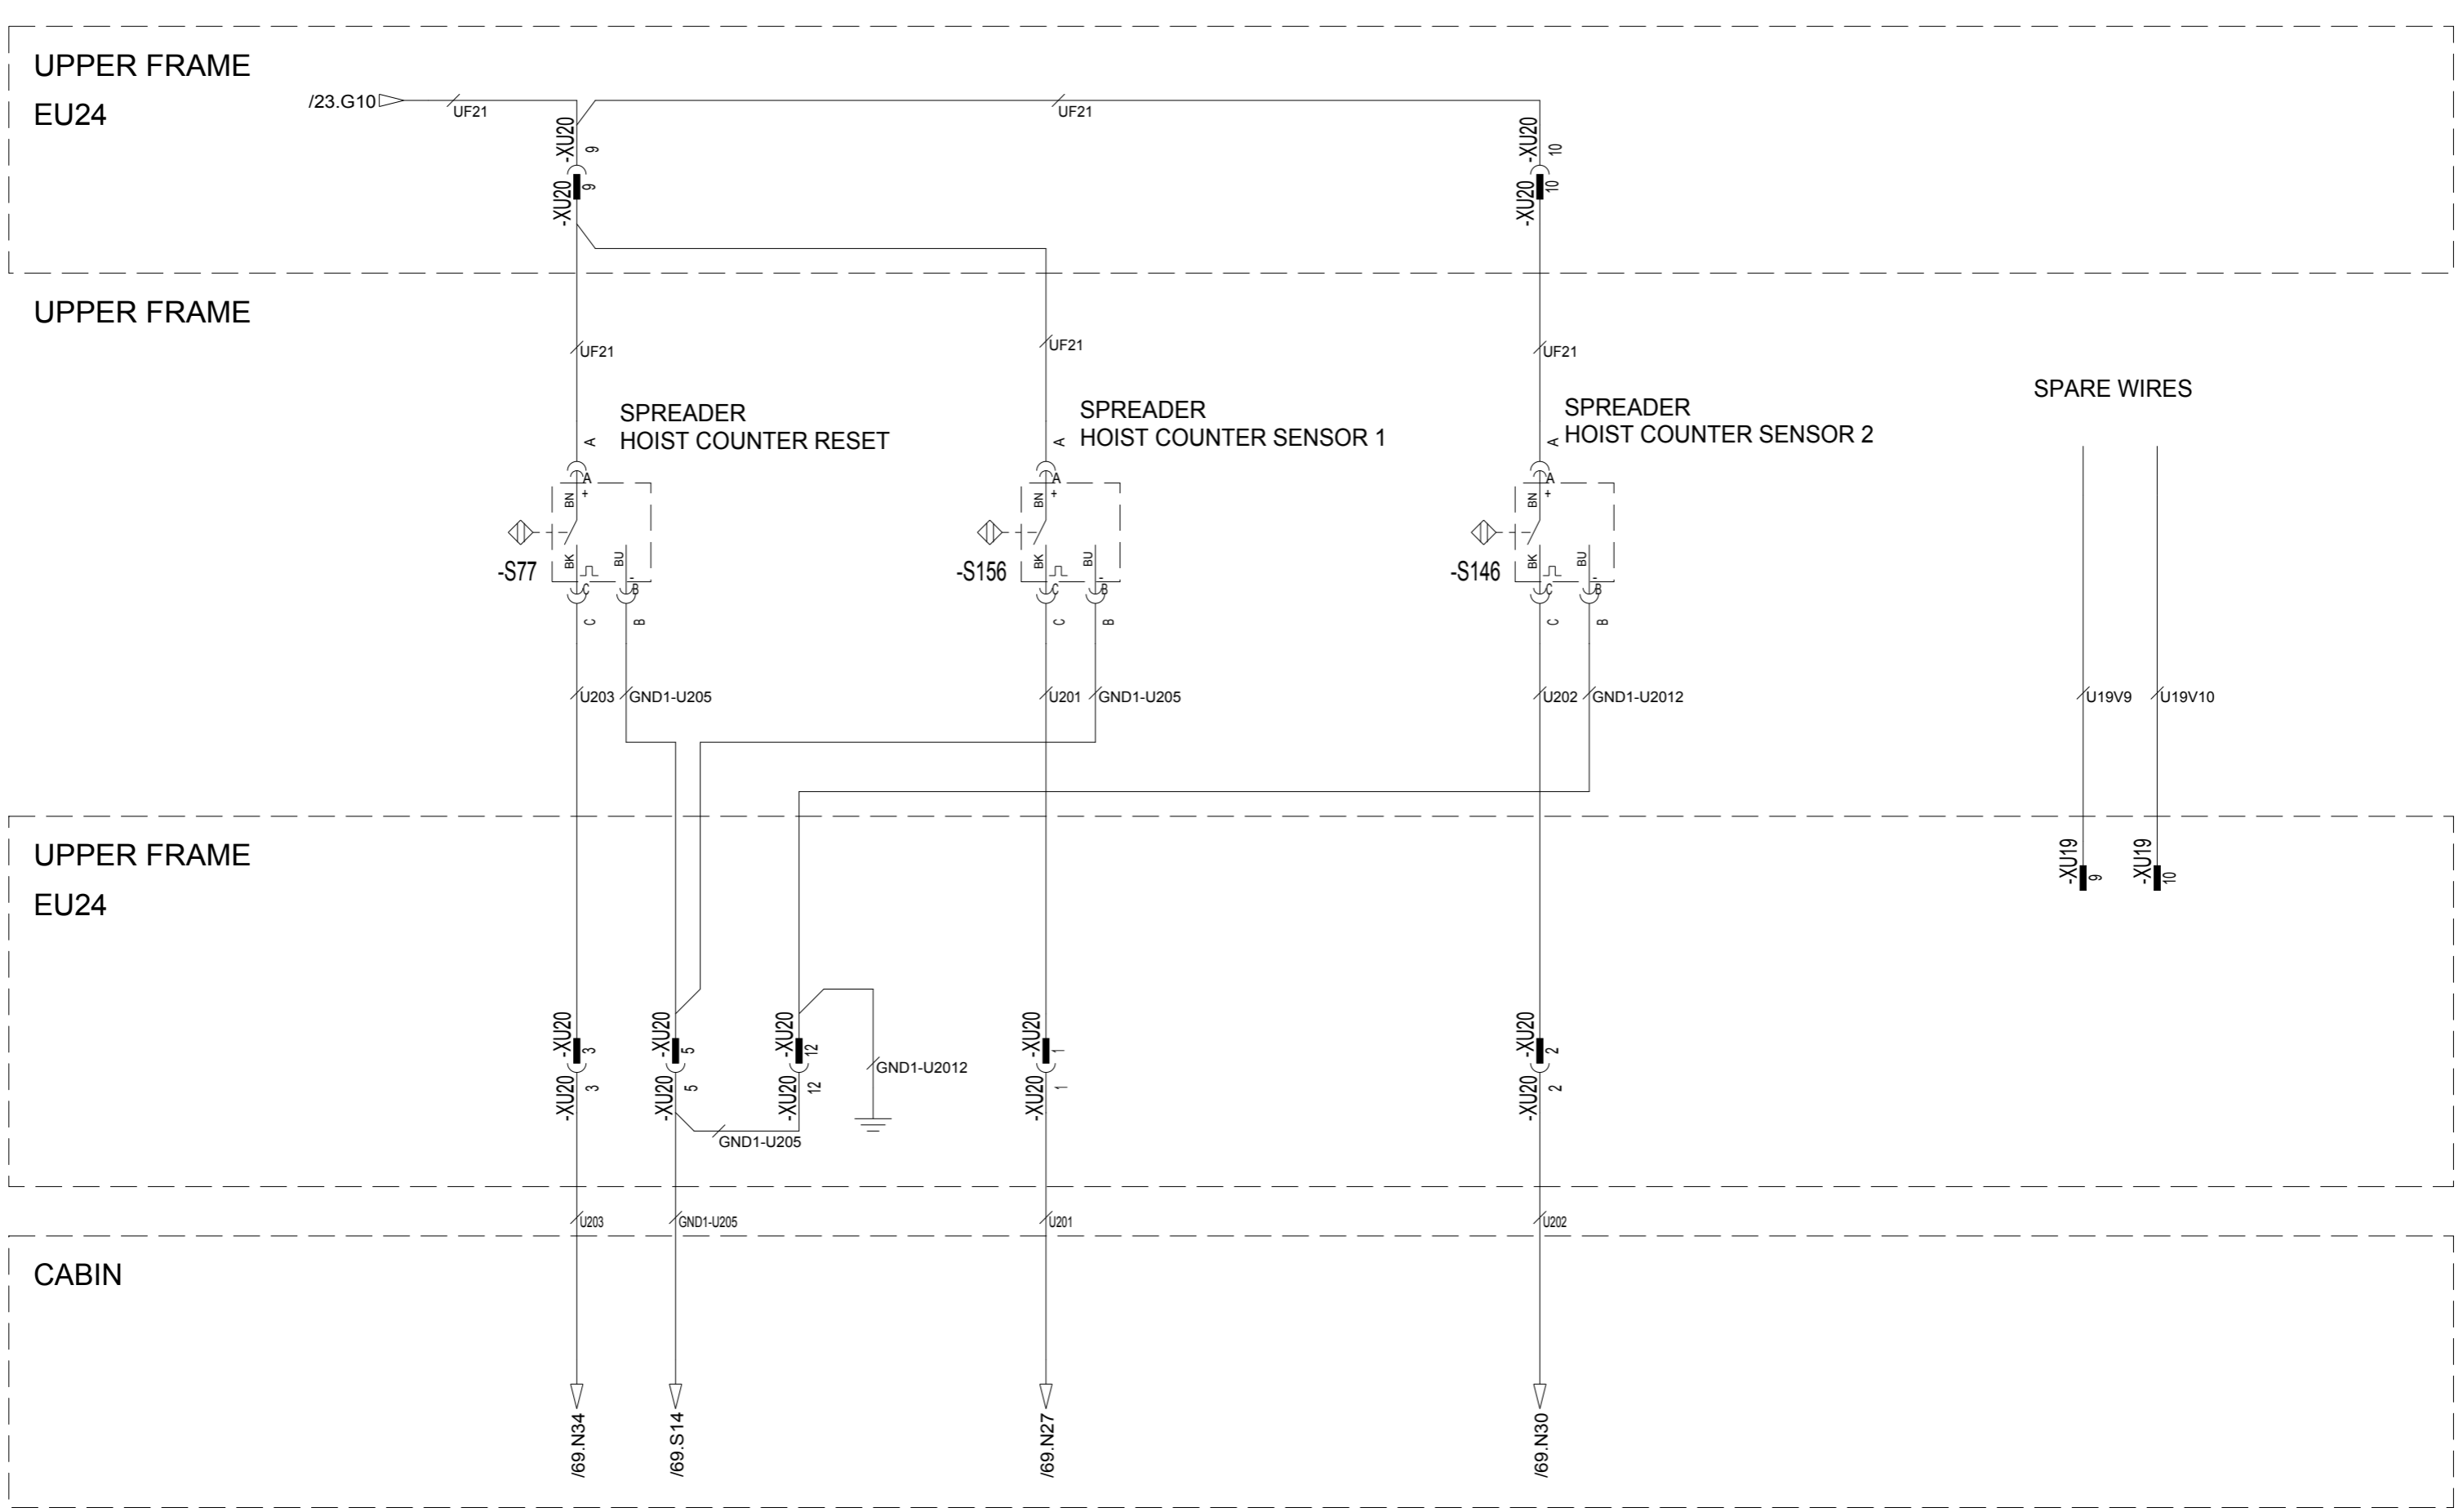 UPPER FRAME
EU24
/23.G10
UF21
UF21
-XU20
9
-XU20
9
-XU20
10
-XU20
10
UPPER FRAME
UF21
UF21
UF21
SPARE WIRES
SPREADER
HOIST COUNTER RESET
SPREADER
HOIST COUNTER SENSOR 1
SPREADER
HOIST COUNTER SENSOR 2
A
A
A
A
BN
+
BK
BU
-
-S77
C
B
C
B
A
BN
+
BK
BU
-
-S156
C
B
C
B
A
BN
+
BK
BU
-
-S146
C
B
C
B
U203
GND1-U205
U201
GND1-U205
U202
GND1-U2012
U19V9
U19V10
UPPER FRAME
EU24
-XU19
9
-XU19
10
-XU20
3
-XU20
5
-XU20
12
-XU20
1
-XU20
2
GND1-U2012
-XU20
3
-XU20
5
-XU20
12
-XU20
1
-XU20
2
GND1-U205
U203
GND1-U205
U201
U202
CABIN
/69.N34
/69.S14
/69.N27
/69.N30